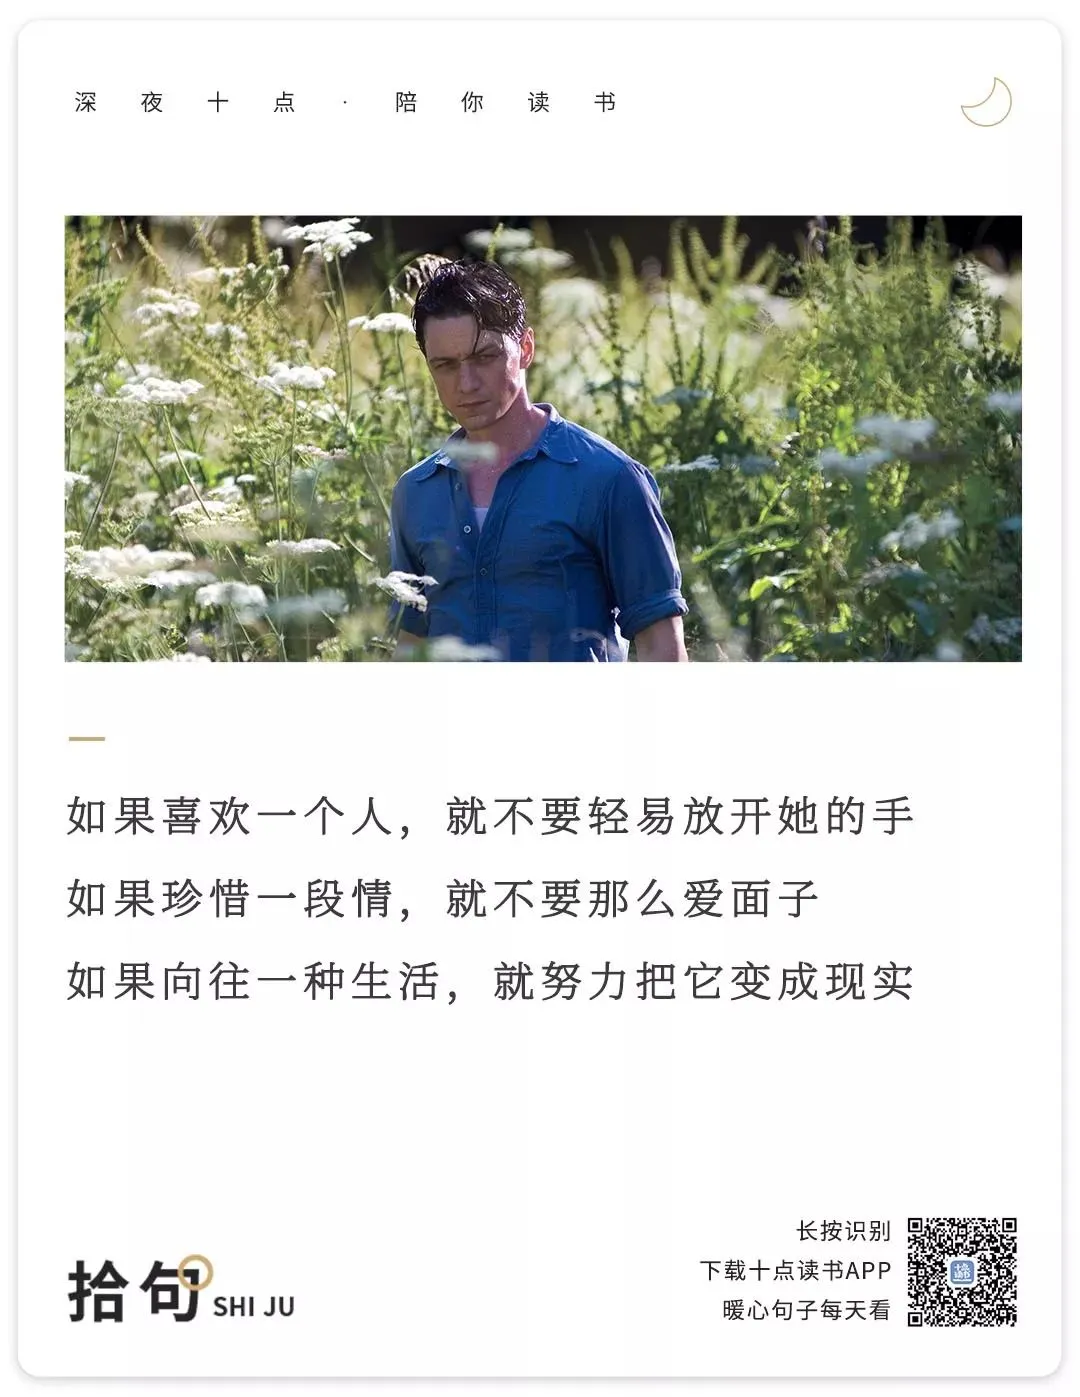 深夜十点·陪你读书
如果喜欢一个人，就不要轻易放开她的手
如果珍惜一段情，就不要那么爱面子
如果向往一种生活，就努力把它变成现实
拾句 SHI JU
长按识别
下载十点读书APP
暖心句子每天看
十点
读书